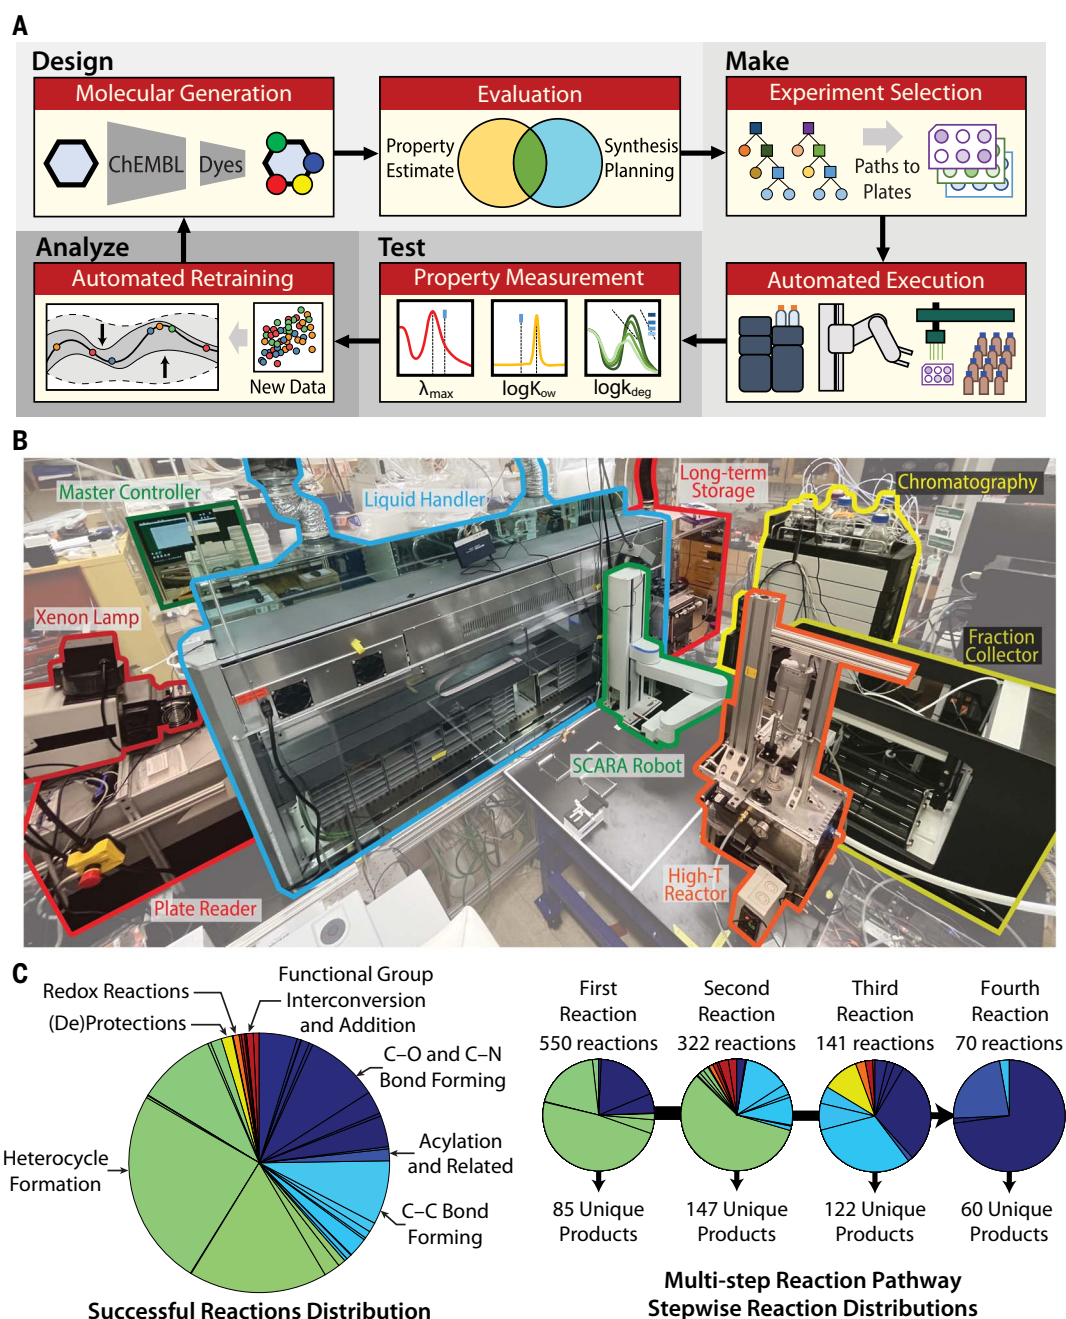 A
Design
Molecular Generation
ChEMBL
Dyes
Evaluation
Property
Estimate
Synthesis
Planning
Make
Experiment Selection
Paths to
Plates
Analyze
Automated Retraining
New Data
Test
Property Measurement
λmax
logKow
logkdeg
Automated Execution
B
Master Controller
Liquid Handler
Long-term
Storage
Chromatography
Xenon Lamp
Fraction
Collector
SCARA Robot
High-T
Reactor
Plate Reader
C
Redox Reactions
(De)Protections
Functional Group
Interconversion
and Addition
C–O and C–N
Bond Forming
Acylation
and Related
C–C Bond
Forming
Heterocycle
Formation
Successful Reactions Distribution
First
Reaction
550 reactions
Second
Reaction
322 reactions
Third
Reaction
141 reactions
Fourth
Reaction
70 reactions
85 Unique
Products
147 Unique
Products
122 Unique
Products
60 Unique
Products
Multi-step Reaction Pathway
Stepwise Reaction Distributions